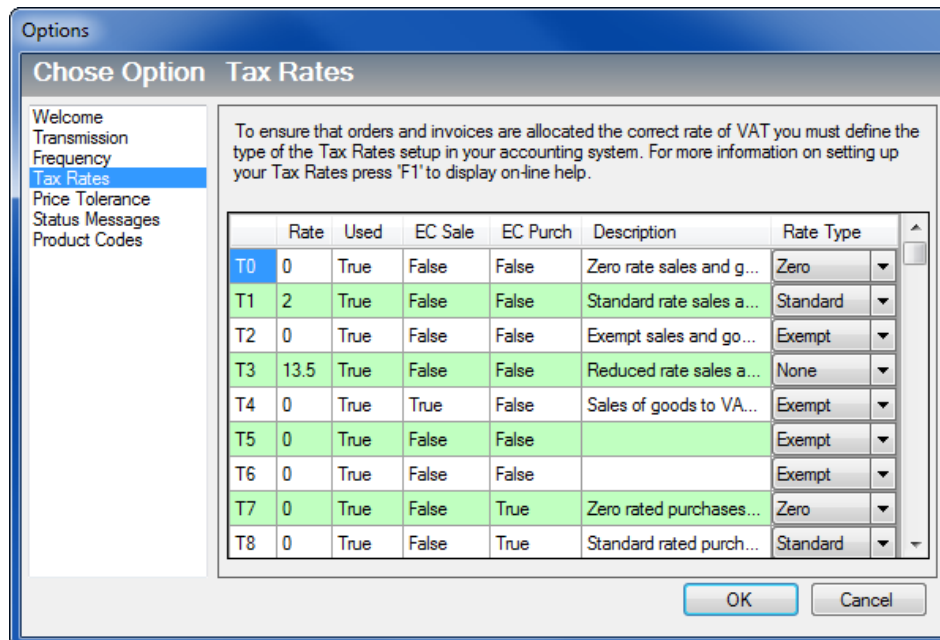 Options
Chose Option Tax Rates
Welcome
Transmission
Frequency
Tax Rates
Price Tolerance
Status Messages
Product Codes
To ensure that orders and invoices are allocated the correct rate of VAT you must define the
type of the Tax Rates setup in your accounting system. For more information on setting up
your Tax Rates press 'F1' to display on-line help.
Rate Used EC Sale EC Purch Description Rate Type
T0 0 True False False Zero rate sales and g... Zero
T1 2 True False False Standard rate sales a... Standard
T2 0 True False False Exempt sales and go... Exempt
T3 13.5 True False False Reduced rate sales a... None
T4 0 True True False Sales of goods to VA... Exempt
T5 0 True False False Exempt
T6 0 True False False Exempt
T7 0 True False True Zero rated purchases... Zero
T8 0 True False True Standard rated purch... Standard
OK Cancel